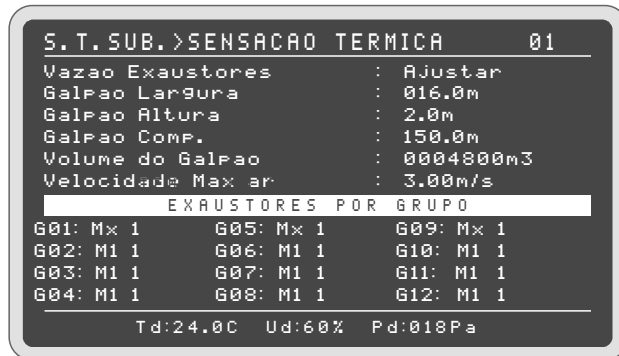 S.T.SUB.>SENSACAO TERMICA 01
Vazao Exaustores : Ajustar
Galpao Largura : 016.0m
Galpao Altura : 2.0m
Galpao Comp. : 150.0m
Volume do Galpao : 0004800m3
Velocidade Max ar : 3.00m/s
EXAUSTORES POR GRUPO
G01: Mx 1 G05: Mx 1 G09: Mx 1
G02: M1 1 G06: M1 1 G10: M1 1
G03: M1 1 G07: M1 1 G11: M1 1
G04: M1 1 G08: M1 1 G12: M1 1
Td:24.0C Ud:60% Pd:018Pa